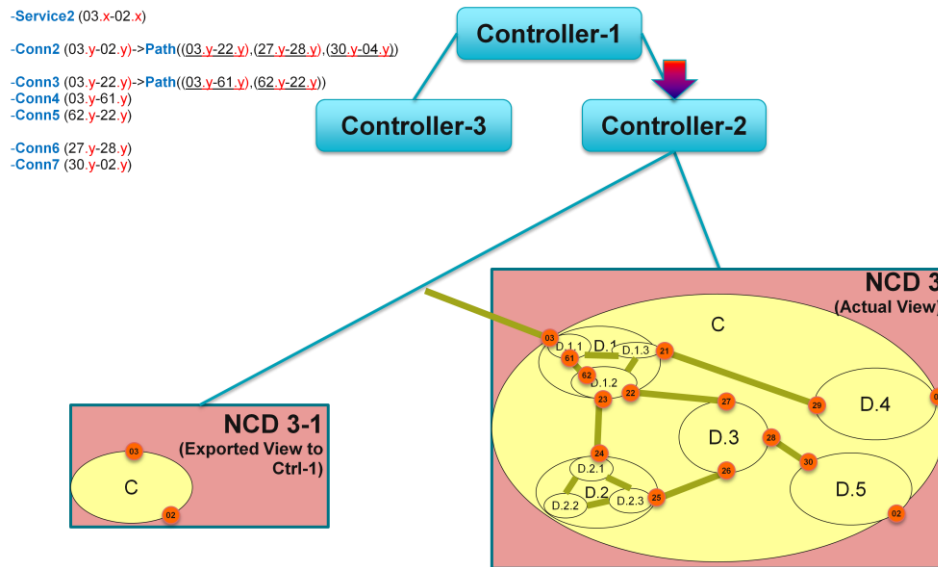 -Service2 (03.x-02.x)
-Conn2 (03.y-02.y)->Path((03.y-22.y),(27.y-28.y),(30.y-04.y))
-Conn3 (03.y-22.y)->Path((03.y-61.y),(62.y-22.y))
-Conn4 (03.y-61.y)
-Conn5 (62.y-22.y)
-Conn6 (27.y-28.y)
-Conn7 (30.y-02.y)
Controller-1
Controller-3
Controller-2
NCD 3
(Actual View)
C
03
D.1
D.1.1
D.1.3
21
61
62
D.1.2
22
23
27
29
D.4
D.3
28
24
D.2.1
26
30
D.2
D.2.2
D.2.3
25
D.5
02
NCD 3-1
(Exported View to
Ctrl-1)
03
C
02